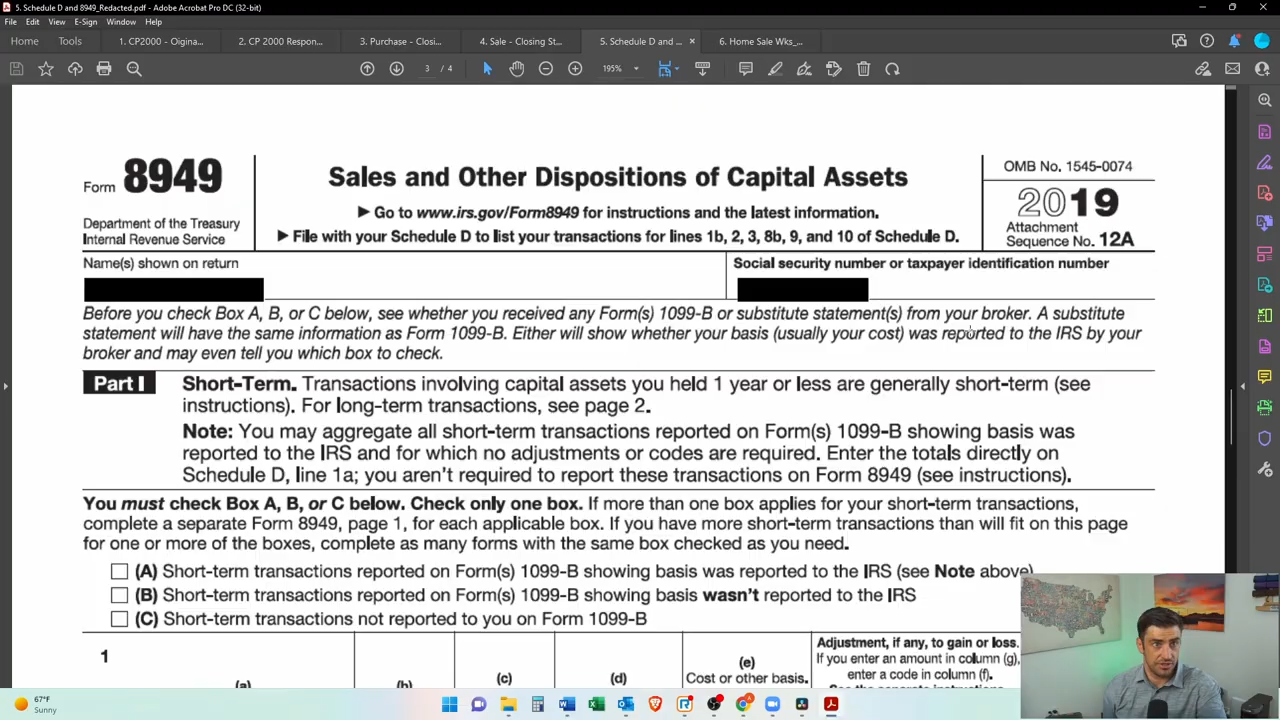 5. Schedule D and 8949_Redacted.pdf - Adobe Acrobat Pro DC (32-bit)
File Edit View E-Sign Window Help
Home Tools 1. CP2000 - Oigina... 2. CP 2000 Respon... 3. Purchase - Closi... 4. Sale - Closing St... 5. Schedule D and ... × 6. Home Sale Wks_...
3 / 4 195%
Form 8949
Department of the Treasury
Internal Revenue Service
Sales and Other Dispositions of Capital Assets
▶ Go to www.irs.gov/Form8949 for instructions and the latest information.
▶ File with your Schedule D to list your transactions for lines 1b, 2, 3, 8b, 9, and 10 of Schedule D.
OMB No. 1545-0074
2019
Attachment
Sequence No. 12A
Name(s) shown on return
Social security number or taxpayer identification number
Before you check Box A, B, or C below, see whether you received any Form(s) 1099-B or substitute statement(s) from your broker. A substitute
statement will have the same information as Form 1099-B. Either will show whether your basis (usually your cost) was reported to the IRS by your
broker and may even tell you which box to check.
Part I
Short-Term. Transactions involving capital assets you held 1 year or less are generally short-term (see
instructions). For long-term transactions, see page 2.
Note: You may aggregate all short-term transactions reported on Form(s) 1099-B showing basis was
reported to the IRS and for which no adjustments or codes are required. Enter the totals directly on
Schedule D, line 1a; you aren't required to report these transactions on Form 8949 (see instructions).
You must check Box A, B, or C below. Check only one box. If more than one box applies for your short-term transactions,
complete a separate Form 8949, page 1, for each applicable box. If you have more short-term transactions than will fit on this page
for one or more of the boxes, complete as many forms with the same box checked as you need.
(A) Short-term transactions reported on Form(s) 1099-B showing basis was reported to the IRS (see Note above)
(B) Short-term transactions reported on Form(s) 1099-B showing basis wasn't reported to the IRS
(C) Short-term transactions not reported to you on Form 1099-B
1
(a)
(b)
(c)
(d)
(e)
Cost or other basis.
Adjustment, if any, to gain or loss.
If you enter an amount in column (g),
enter a code in column (f).
See the separate instructions
67°F
Sunny